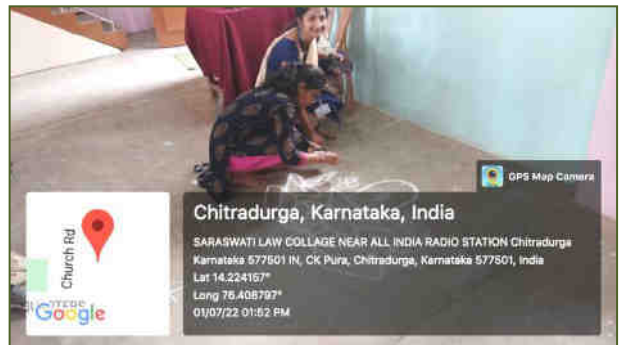 GPS Map Camera
Chitradurga, Karnataka, India
SARASWATI LAW COLLAGE NEAR ALL INDIA RADIO STATION Chitradurga
Karnataka 577501 IN, CK Pura, Chitradurga, Karnataka 577501, India
Lat 14.224157°
Long 76.408797°
01/07/22 01:52 PM
Church Rd
Google